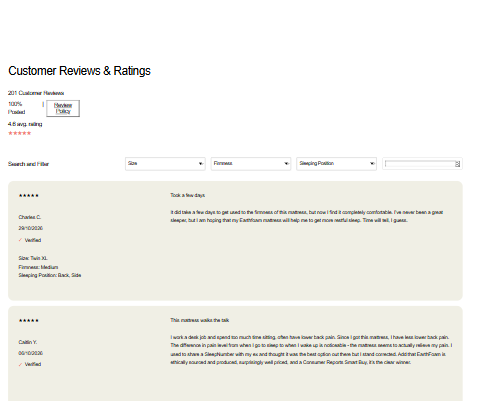 Customer Reviews & Ratings
201 Customer Reviews
100% Posted
Review Policy
4.6 avg. rating
★★★★★
Search and Filter
Size
Firmness
Sleeping Position
★★★★★
Took a few days
It did take a few days to get used to the firmness of this mattress, but now I find it completely comfortable. I've never been a great
sleeper, but I am hoping that my Earthfoam mattress will help me to get more restful sleep. Time will tell, I guess.
Charles C.
29/10/2026
✓ Verified
Size: Twin XL
Firmness: Medium
Sleeping Position: Back, Side
★★★★★
This mattress walks the talk
I work a desk job and spend too much time sitting, often have lower back pain. Since I got this mattress, I have less lower back pain.
The difference in pain level from when I go to sleep to when I wake up is noticeable - the mattress seems to actually relieve my pain. I
used to share a SleepNumber with my ex and thought it was the best option out there but I stand corrected. Add that EarthFoam is
ethically sourced and produced, surprisingly well priced, and a Consumer Reports Smart Buy, it's the clear winner.
Caitlin Y.
06/10/2026
✓ Verified